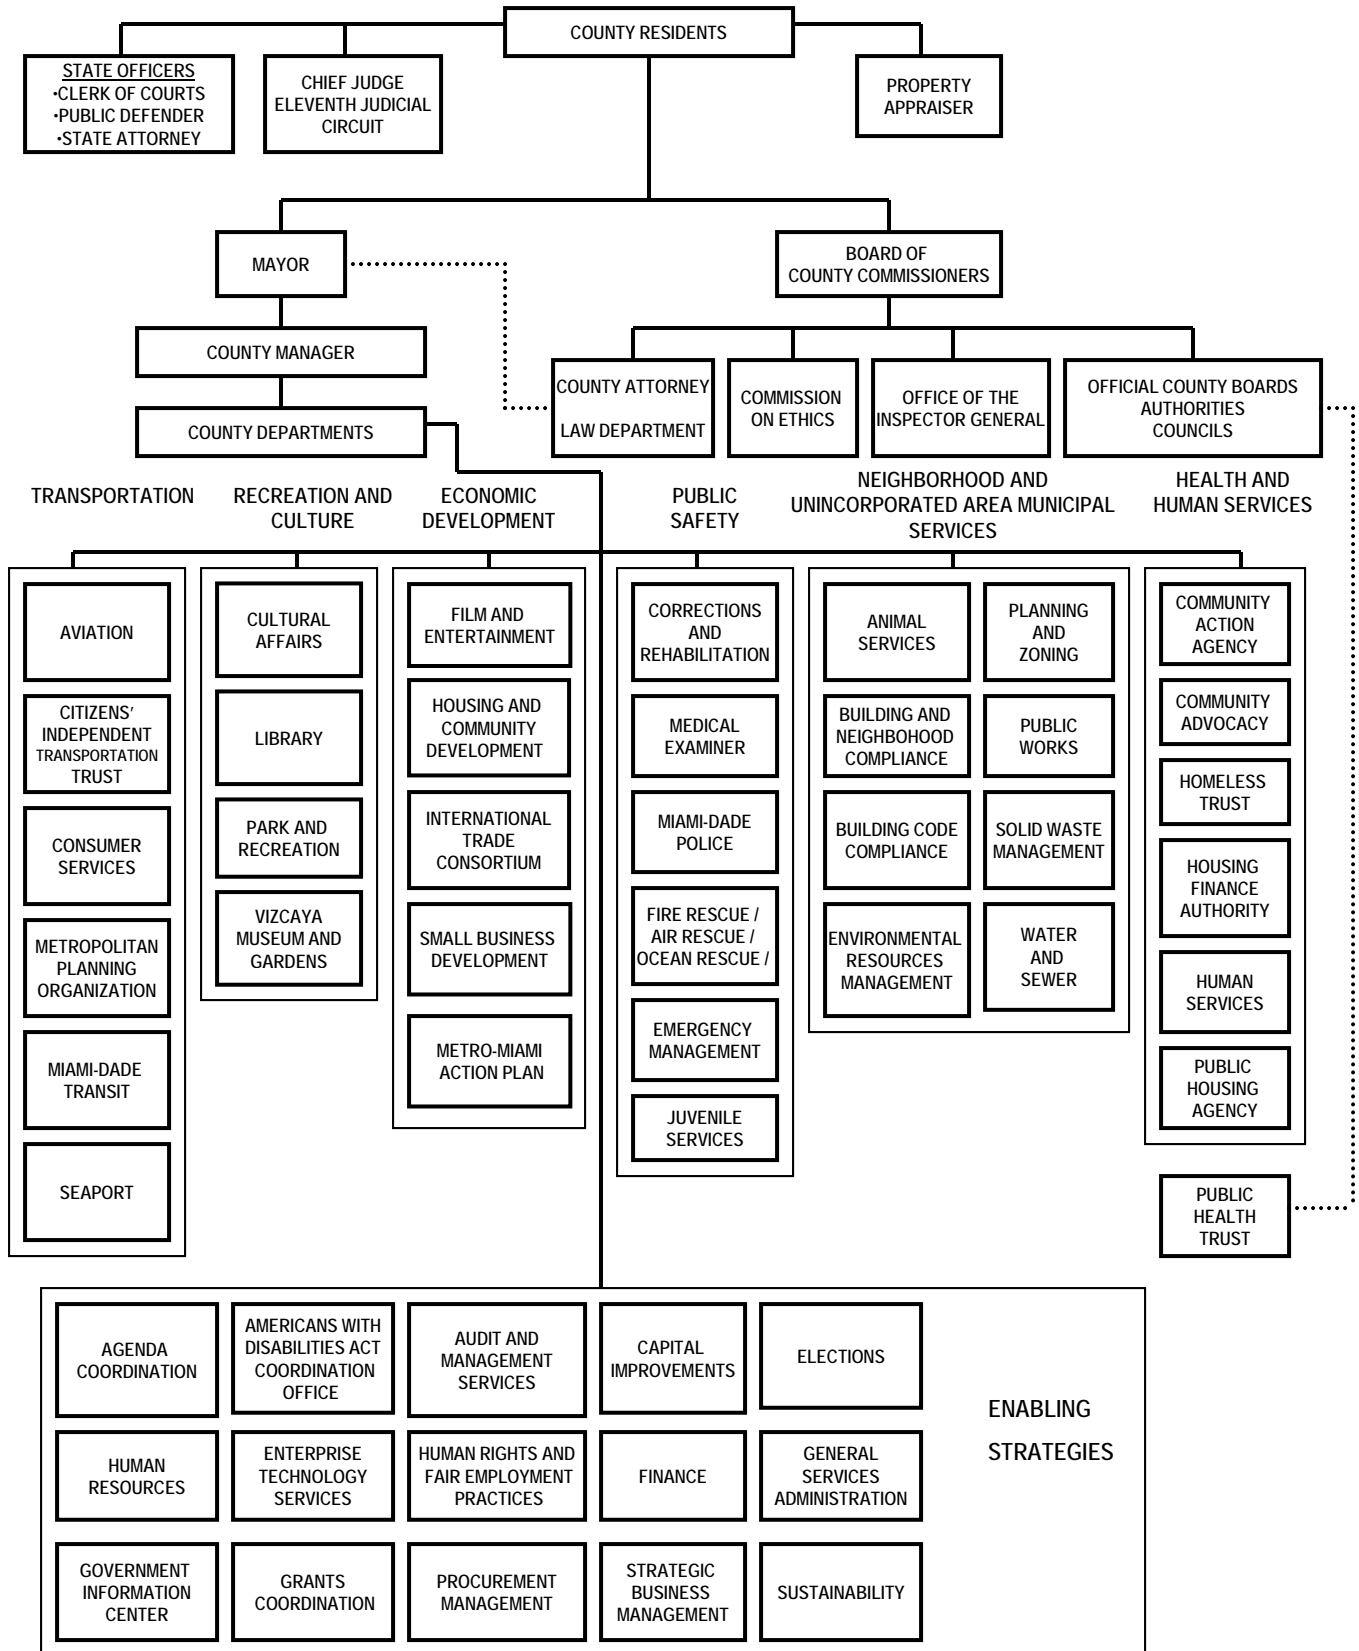 COUNTY RESIDENTS
STATE OFFICERS
•CLERK OF COURTS
•PUBLIC DEFENDER
•STATE ATTORNEY
CHIEF JUDGE
ELEVENTH JUDICIAL
CIRCUIT
PROPERTY
APPRAISER
MAYOR
BOARD OF
COUNTY COMMISSIONERS
COUNTY MANAGER
COUNTY DEPARTMENTS
COUNTY ATTORNEY
LAW DEPARTMENT
COMMISSION
ON ETHICS
OFFICE OF THE
INSPECTOR GENERAL
OFFICIAL COUNTY BOARDS
AUTHORITIES
COUNCILS
TRANSPORTATION
AVIATION
CITIZENS'
INDEPENDENT
TRANSPORTATION
TRUST
CONSUMER
SERVICES
METROPOLITAN
PLANNING
ORGANIZATION
MIAMI-DADE
TRANSIT
SEAPORT
RECREATION AND
CULTURE
CULTURAL
AFFAIRS
LIBRARY
PARK AND
RECREATION
VIZCAYA
MUSEUM AND
GARDENS
ECONOMIC
DEVELOPMENT
FILM AND
ENTERTAINMENT
HOUSING AND
COMMUNITY
DEVELOPMENT
INTERNATIONAL
TRADE
CONSORTIUM
SMALL BUSINESS
DEVELOPMENT
METRO-MIAMI
ACTION PLAN
PUBLIC
SAFETY
CORRECTIONS
AND
REHABILITATION
MEDICAL
EXAMINER
MIAMI-DADE
POLICE
FIRE RESCUE /
AIR RESCUE /
OCEAN RESCUE /
EMERGENCY
MANAGEMENT
JUVENILE
SERVICES
NEIGHBORHOOD AND
UNINCORPORATED AREA MUNICIPAL
SERVICES
ANIMAL
SERVICES
PLANNING
AND
ZONING
BUILDING AND
NEIGHBOHOOD
COMPLIANCE
PUBLIC
WORKS
BUILDING CODE
COMPLIANCE
SOLID WASTE
MANAGEMENT
ENVIRONMENTAL
RESOURCES
MANAGEMENT
WATER
AND
SEWER
HEALTH AND
HUMAN SERVICES
COMMUNITY
ACTION
AGENCY
COMMUNITY
ADVOCACY
HOMELESS
TRUST
HOUSING
FINANCE
AUTHORITY
HUMAN
SERVICES
PUBLIC
HOUSING
AGENCY
PUBLIC
HEALTH
TRUST
AGENDA
COORDINATION
AMERICANS WITH
DISABILITIES ACT
COORDINATION
OFFICE
AUDIT AND
MANAGEMENT
SERVICES
CAPITAL
IMPROVEMENTS
ELECTIONS
ENABLING
STRATEGIES
HUMAN
RESOURCES
ENTERPRISE
TECHNOLOGY
SERVICES
HUMAN RIGHTS AND
FAIR EMPLOYMENT
PRACTICES
FINANCE
GENERAL
SERVICES
ADMINISTRATION
GOVERNMENT
INFORMATION
CENTER
GRANTS
COORDINATION
PROCUREMENT
MANAGEMENT
STRATEGIC
BUSINESS
MANAGEMENT
SUSTAINABILITY